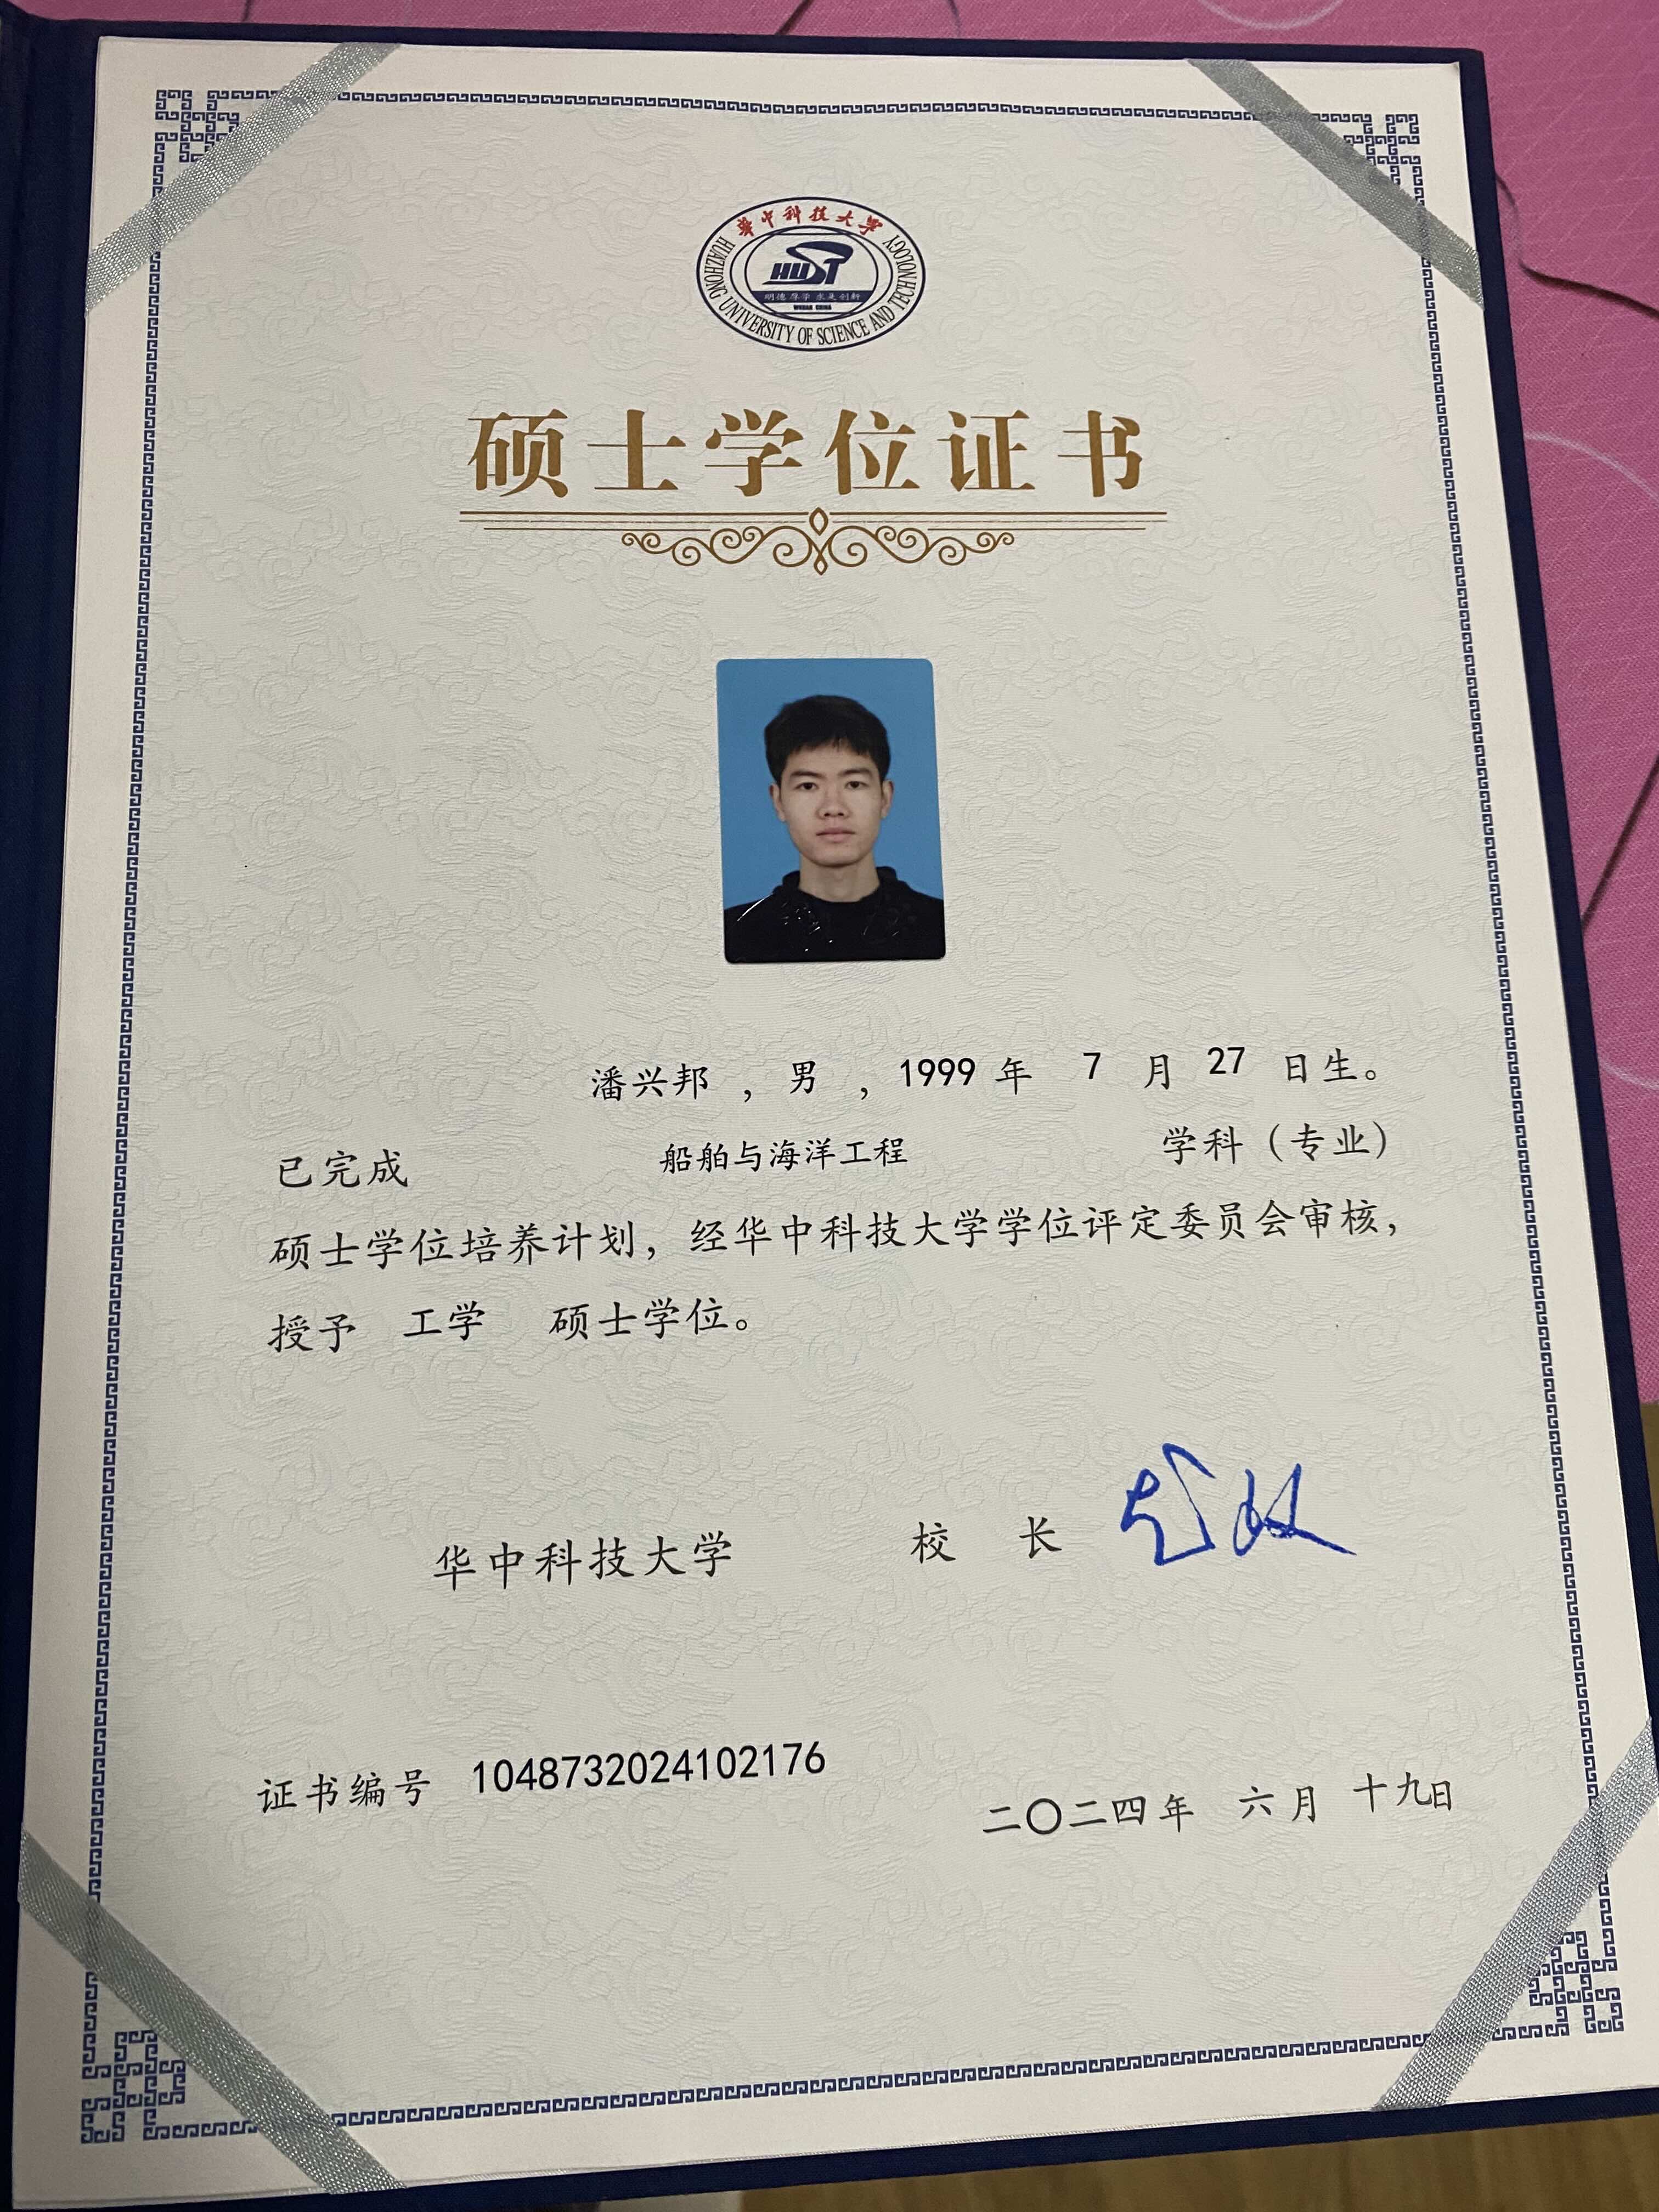 華中科技大学
HUAZHONG UNIVERSITY OF SCIENCE AND TECHNOLOGY
HUST
明德厚学 求是创新
WUHAN CHINA
硕士学位证书
潘兴邦 ，男 ，1999 年 7 月 27 日生。
已完成 船舶与海洋工程 学科（专业）
硕士学位培养计划，经华中科技大学学位评定委员会审核，
授予 工学 硕士学位。
华中科技大学 校 长
证书编号 1048732024102176
二〇二四年 六月 十九日